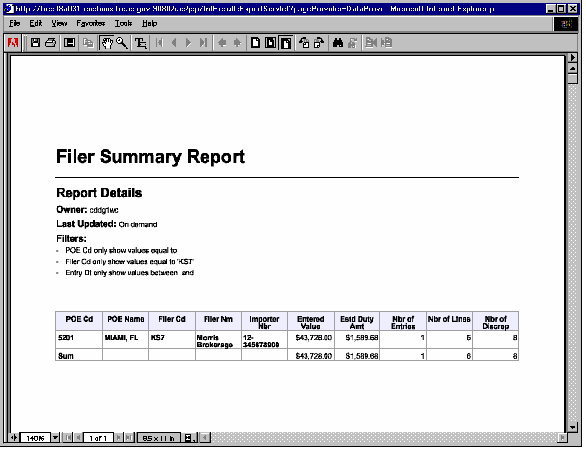 Microsoft Internet Explorer p
File Edit View Favorites Tools Help
Filer Summary Report
Report Details
Owner: cddgfwc
Last Updated: On demand
Filters:
- POE Cd only show values equal to
- Filer Cd only show values equal to 'KS7'
- Entry Dt only show values between and
POE Cd POE Name Filer Cd Filer Nm Importer Nbr Entered Value Estd Duty Amt Nbr of Entries Nbr of Lines Nbr of Discrep
5201 MIAMI, FL KS7 Morris Brokerage 12-345678900 $43,728.00 $1,589.68 1 6 8
Sum $43,728.00 $1,589.68 1 6 8
140% 1 of 1 8.5 x 11 in